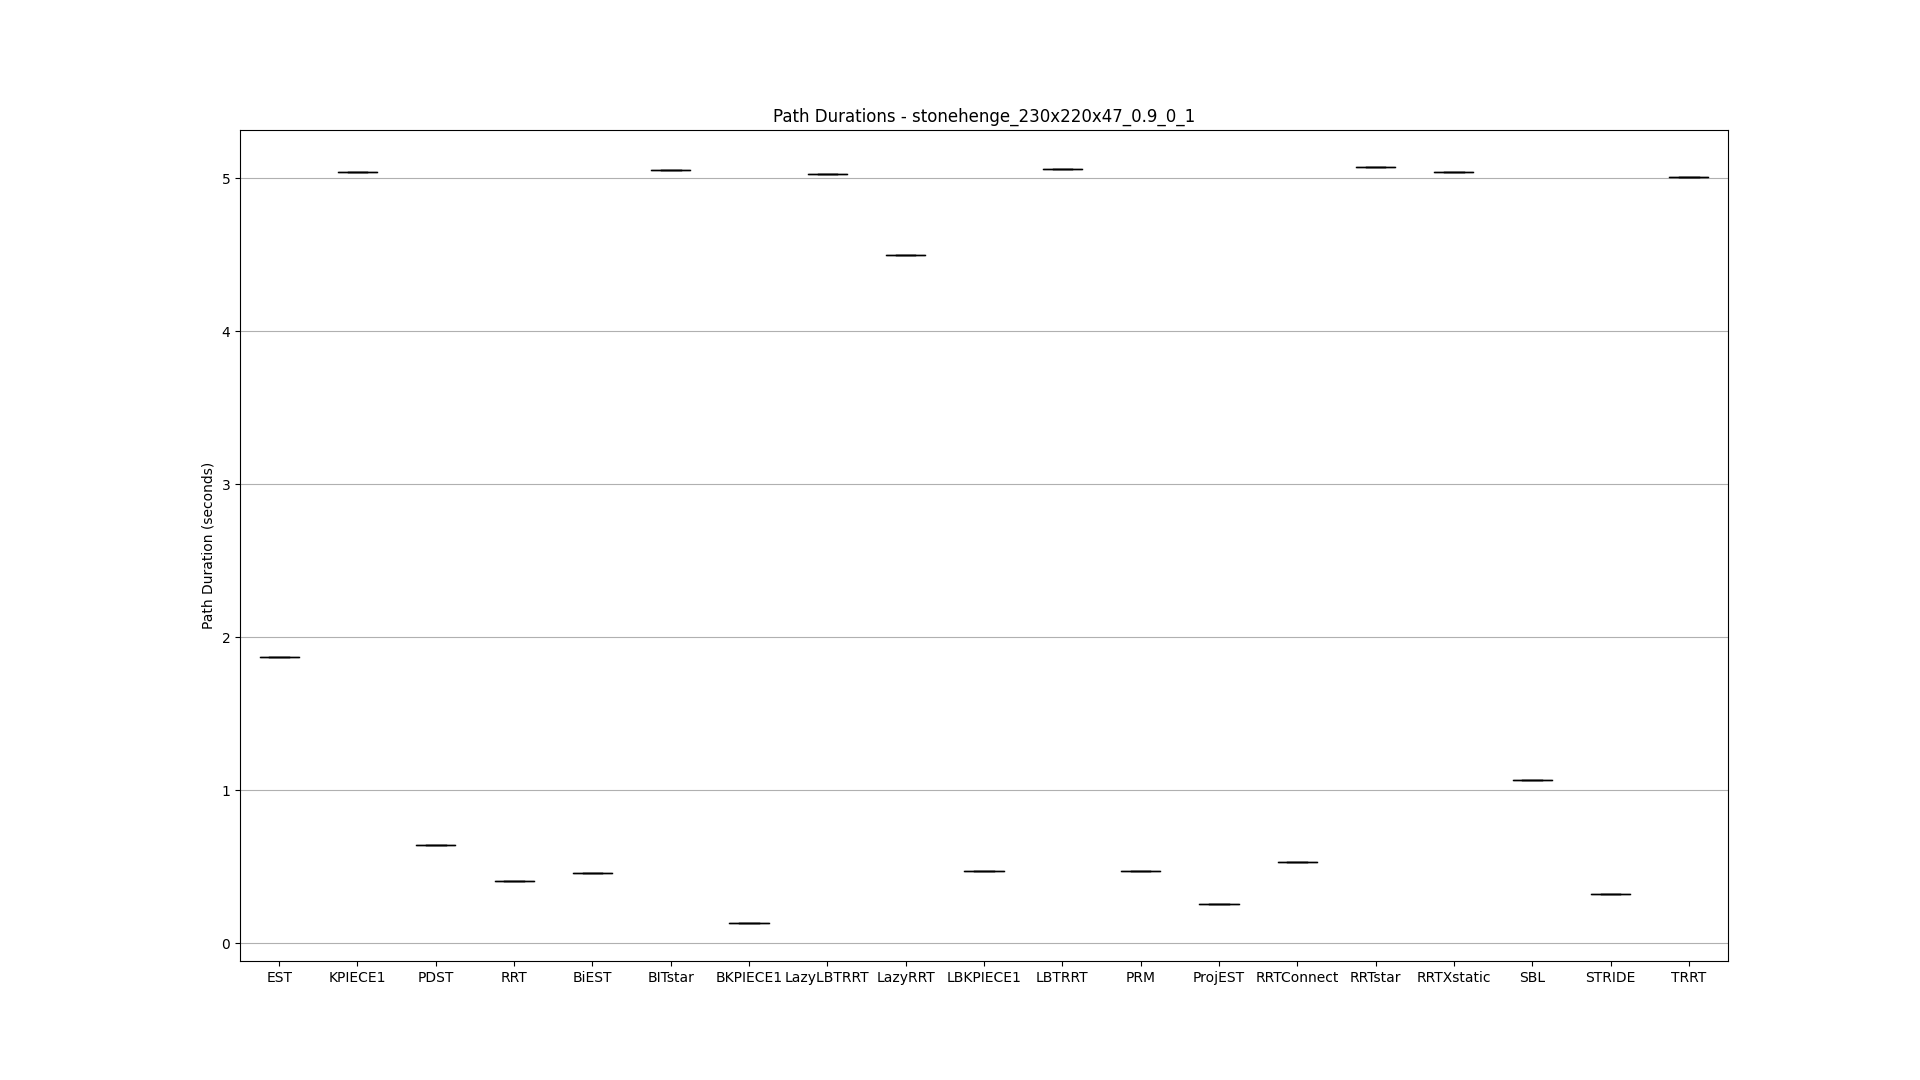 Path Durations - stonehenge_230x220x47_0.9_0_1
Path Duration (seconds)
5
4
3
2
1
0
EST KPIECE1 PDST RRT BiEST BITstar BKPIECE1 LazyLBTRRT LazyRRT LBKPIECE1 LBTRRT PRM ProjEST RRTConnect RRTstar RRTXstatic SBL STRIDE TRRT